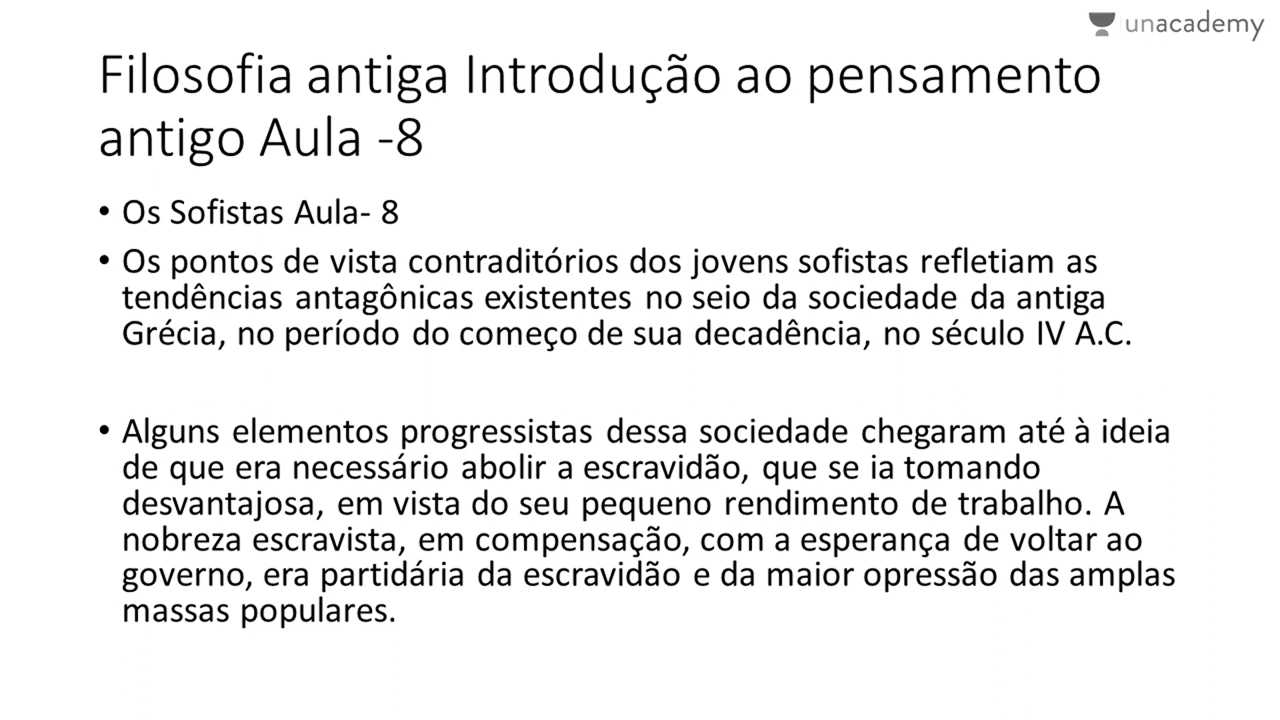 unacademy
Filosofia antiga Introdução ao pensamento
antigo Aula -8
• Os Sofistas Aula- 8
• Os pontos de vista contraditórios dos jovens sofistas refletiam as
tendências antagônicas existentes no seio da sociedade da antiga
Grécia, no período do começo de sua decadência, no século IV A.C.
• Alguns elementos progressistas dessa sociedade chegaram até à ideia
de que era necessário abolir a escravidão, que se ia tomando
desvantajosa, em vista do seu pequeno rendimento de trabalho. A
nobreza escravista, em compensação, com a esperança de voltar ao
governo, era partidária da escravidão e da maior opressão das amplas
massas populares.